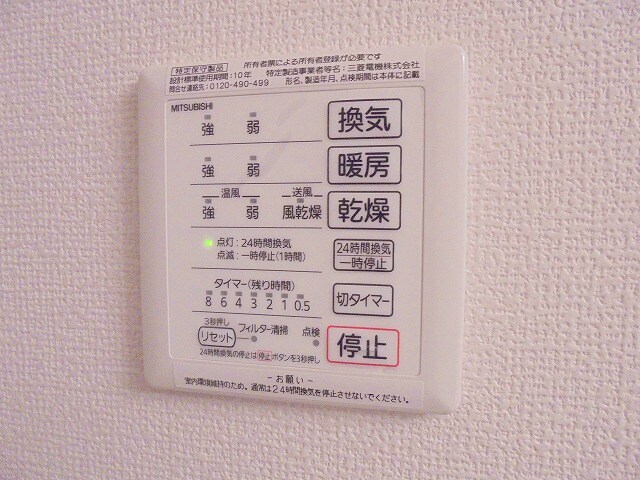 所有者票による所有者登録が必要です
特定保守製品
設計標準使用期間:10年 特定製造事業者等名:三菱電機株式会社
問合せ連絡先:0120-490-499 形名、製造年月、点検期間は本体に記載
MITSUBISHI
強 弱 換気
強 弱 暖房
温風 送風
強 弱 風乾燥 乾燥
点灯:24時間換気
点滅:一時停止(1時間)
24時間換気
一時停止
タイマー(残り時間)
8 6 4 3 2 1 0.5
切タイマー
3秒押し
リセット フィルター清掃 点検
停止
24時間換気の停止は 停止 ボタンを3秒押し
－お願い－
室内環境維持のため、通常は24時間換気を停止させないでください。